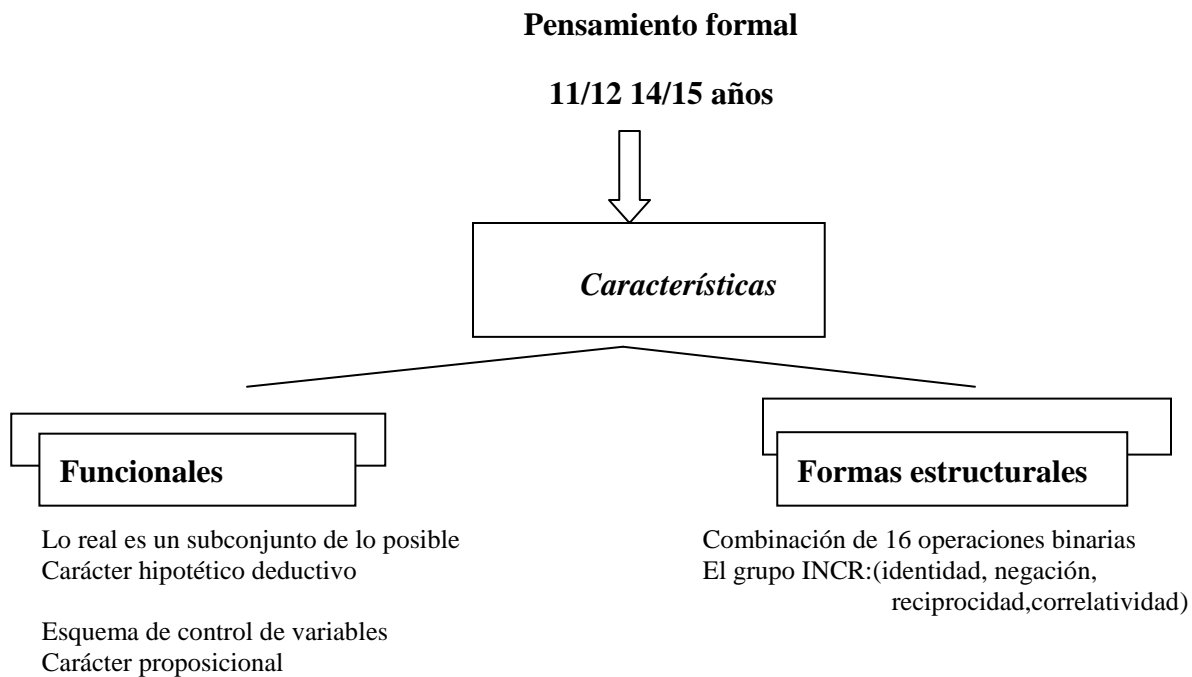 Pensamiento formal
11/12 14/15 años
Caracterísíticas
Funcionales
Lo real es un subconjunto de lo posible
Carácter hipotético deductivo
Esquema de control de variables
Carácter proposicional
Formas estructurales
Combinación de 16 operaciones binarias
El grupo INCR:(identidad, negación,
reciprocidad,correlatividad)